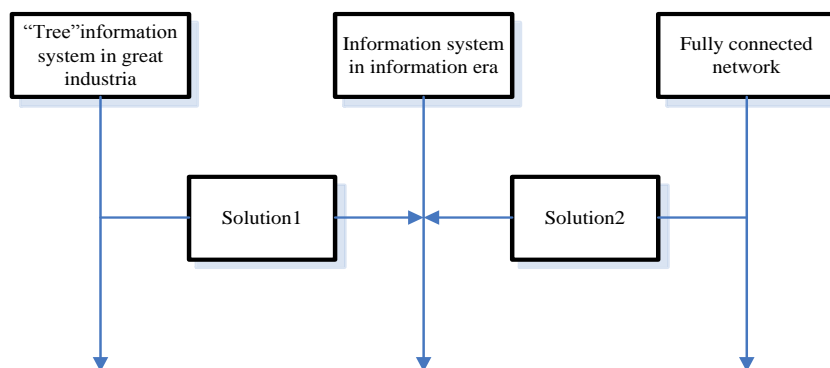 “Tree”information
system in great
industria
Information system
in information era
Fully connected
network
Solution1
Solution2